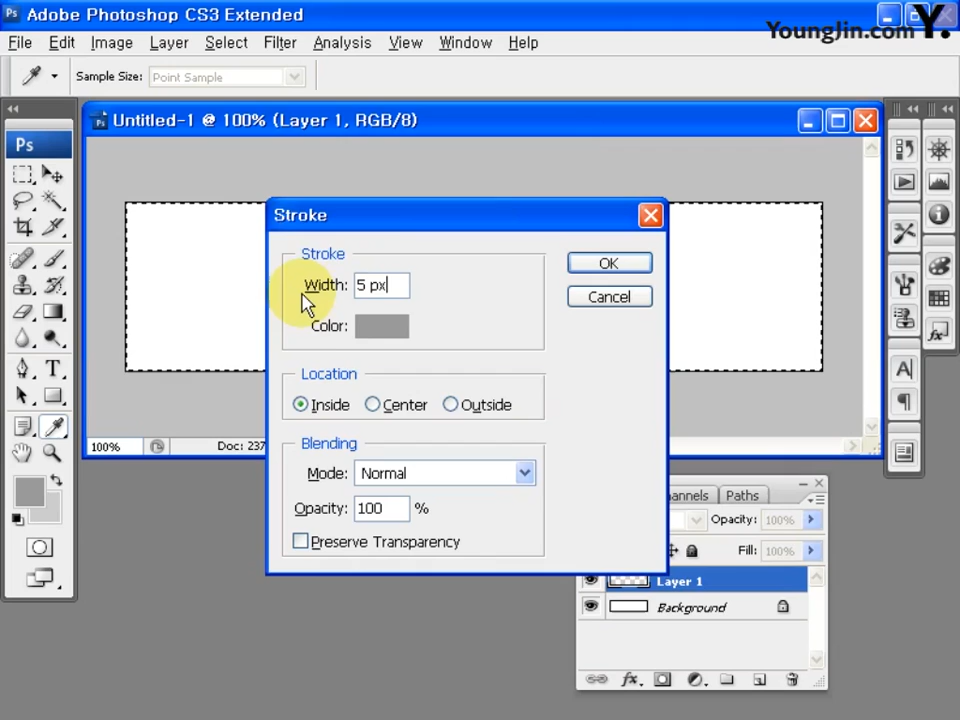 Ps Adobe Photoshop CS3 Extended
YoungJin.com Y.
File Edit Image Layer Select Filter Analysis View Window Help
Sample Size: Point Sample
Untitled-1 @ 100% (Layer 1, RGB/8)
Ps
Stroke
Stroke
Width: 5 px
Color:
OK
Cancel
Location
Inside Center Outside
Blending
Mode: Normal
Opacity: 100 %
Preserve Transparency
100% Doc: 237
annels Paths
Opacity: 100%
Fill: 100%
Layer 1
Background